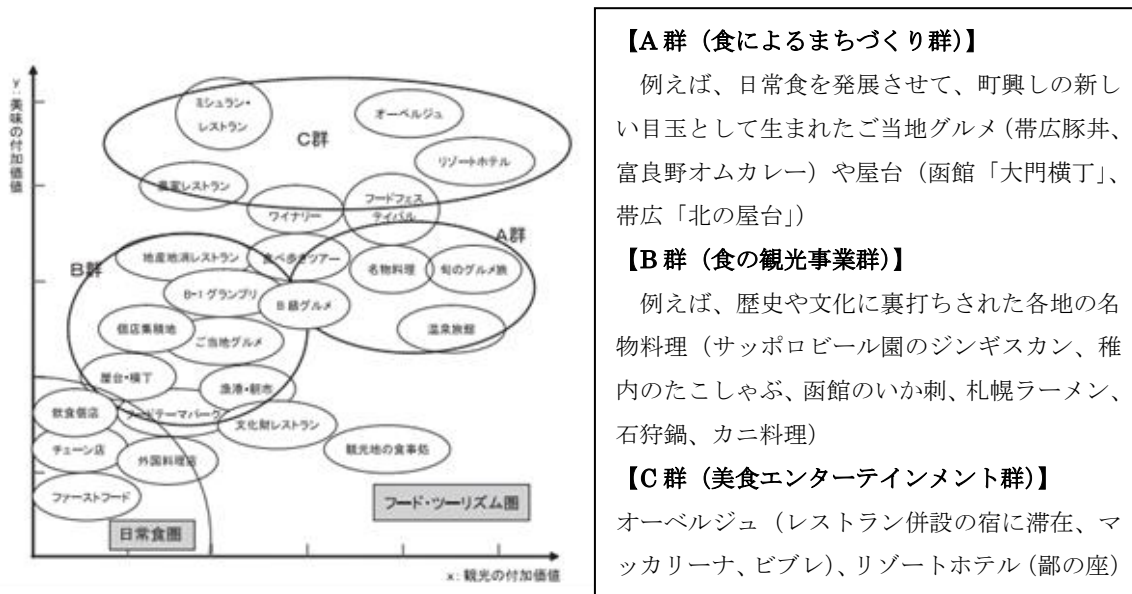 y:美味の付加価値
ミシュラン・
レストラン
オーベルジュ
C群
リゾートホテル
農家レストラン
ワイナリー
フードフェス
ティバル
A群
地産地消レストラン
食べ歩きツアー
名物料理
旬のグルメ旅
B群
B-1グランプリ
B級グルメ
個店集積地
ご当地グルメ
温泉旅館
屋台・横丁
漁港・朝市
飲食個店
フードテーマパーク
文化財レストラン
チェーン店
外国料理店
観光地の食事処
ファーストフード
フード・ツーリズム圏
日常食圏
x:観光の付加価値
【A群(食によるまちづくり群)】
例えば、日常食を発展させて、町興しの新し
い目玉として生まれたご当地グルメ(帯広豚丼、
富良野オムカレー)や屋台(函館「大門横丁」、
帯広「北の屋台」)
【B群(食の観光事業群)】
例えば、歴史や文化に裏打ちされた各地の名
物料理(サッポロビール園のジンギスカン、稚
内のたこしゃぶ、函館のいか刺、札幌ラーメン、
石狩鍋、カニ料理)
【C群(美食エンターテインメント群)】
オーベルジュ(レストラン併設の宿に滞在、マ
ッカリーナ、ビブレ)、リゾートホテル(鄙の座)